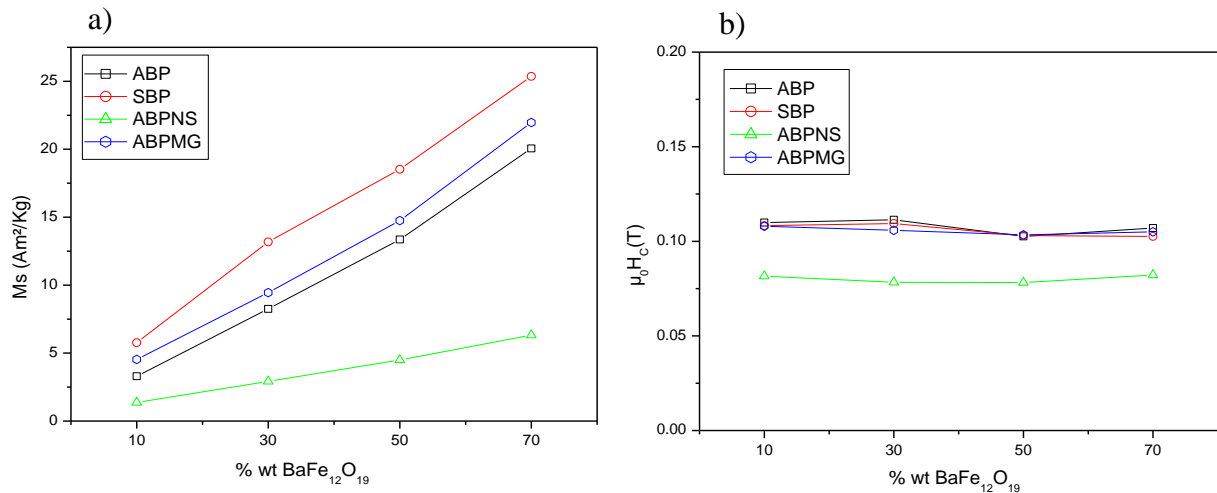 a)
ABP
SBP
ABPNS
ABPMG
25
20
15
10
5
0
Ms (Am²/Kg)
10 30 50 70
% wt BaFe₁₂O₁₉
b)
ABP
SBP
ABPNS
ABPMG
0.20
0.15
0.10
0.05
0.00
μ₀H_C(T)
10 30 50 70
% wt BaFe₁₂O₁₉